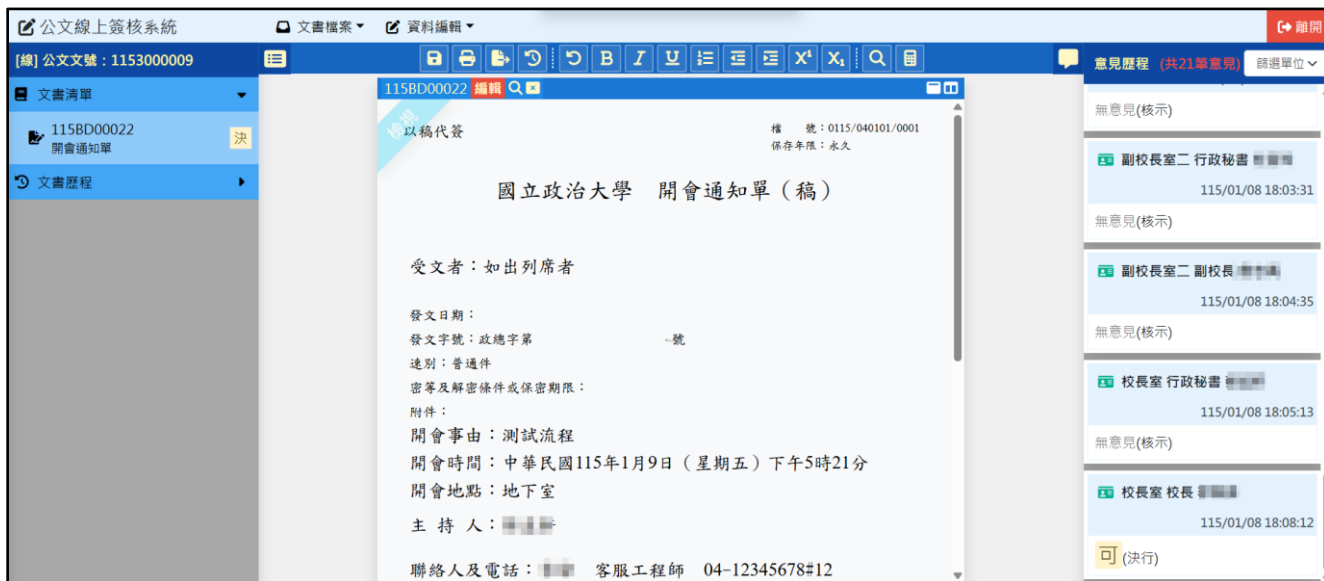 公文線上簽核系統
文書檔案
資料編輯
離開
[線] 公文文號：1153000009
B I U X¹ X₁
意見歷程 (共21筆意見) 篩選單位
文書清單
115BD00022
開會通知單
決
文書歷程
115BD00022 編輯
檢視
以稿代簽
檔　號：0115/040101/0001
保存年限：永久
國立政治大學　開會通知單（稿）
受文者：如出列席者
發文日期：
發文字號：政總字第　號
速別：普通件
密等及解密條件或保密期限：
附件：
開會事由：測試流程
開會時間：中華民國115年1月9日（星期五）下午5時21分
開會地點：地下室
主 持 人：
聯絡人及電話：　客服工程師　04-12345678#12
無意見(核示)
副校長室二 行政秘書
115/01/08 18:03:31
無意見(核示)
副校長室二 副校長
115/01/08 18:04:35
無意見(核示)
校長室 行政秘書
115/01/08 18:05:13
無意見(核示)
校長室 校長
115/01/08 18:08:12
可 (決行)